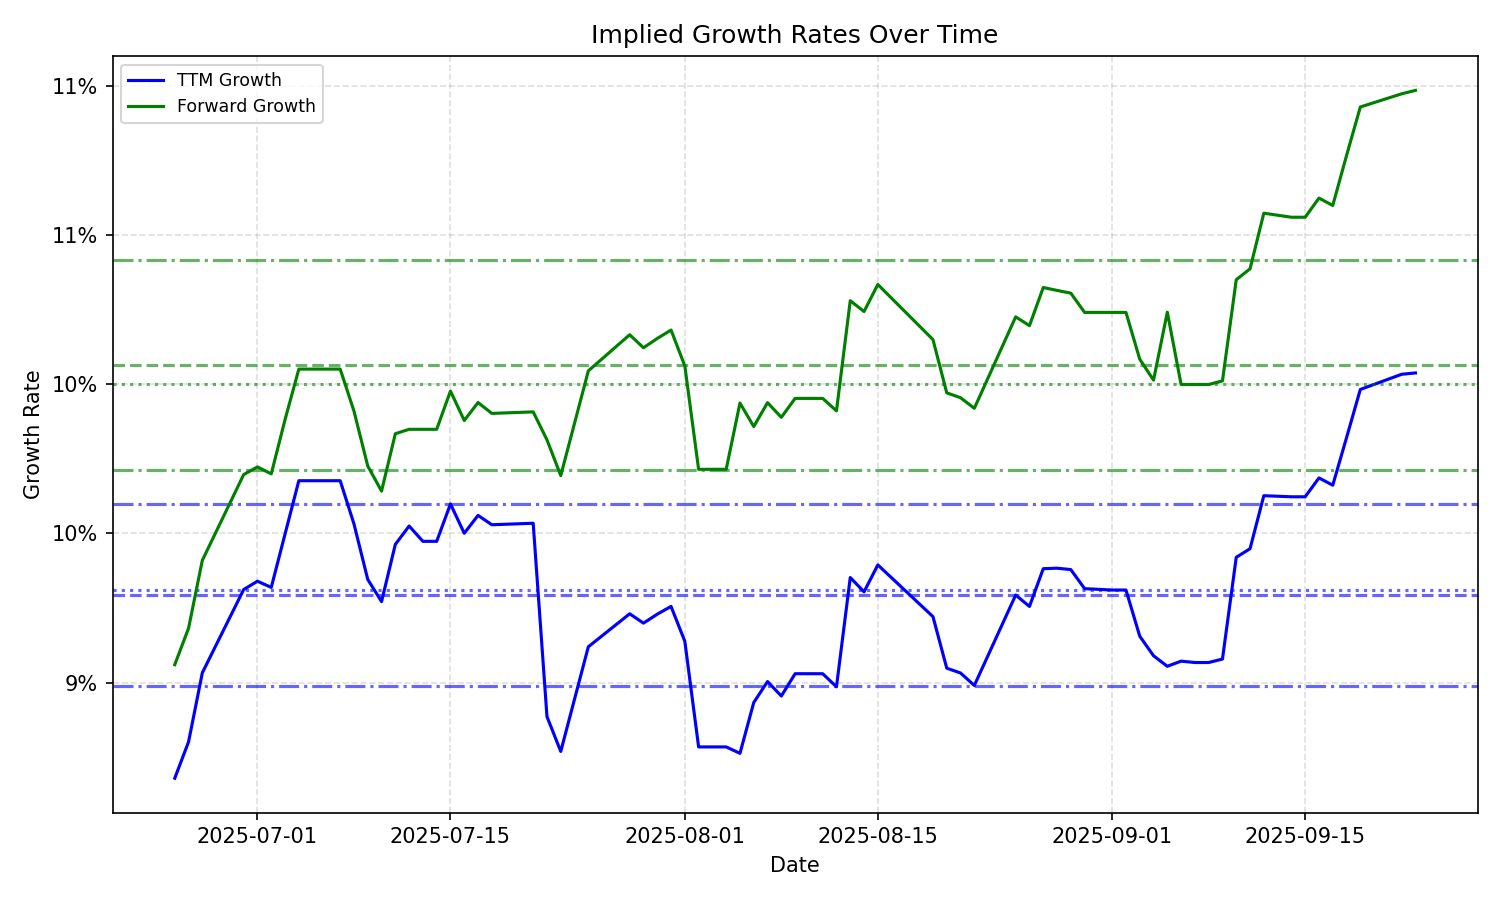 Implied Growth Rates Over Time
TTM Growth
Forward Growth
11%
11%
10%
10%
9%
Growth Rate
2025-07-01
2025-07-15
2025-08-01
2025-08-15
2025-09-01
2025-09-15
Date